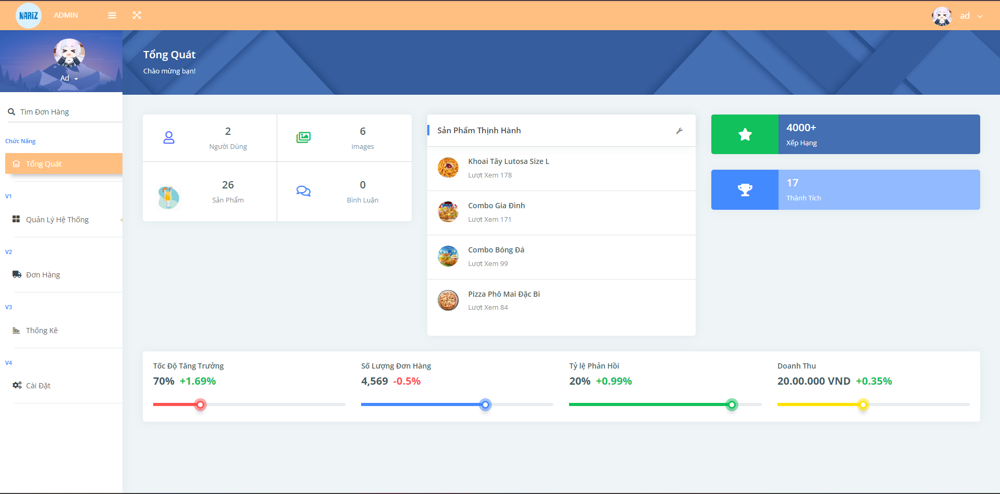 NARIZ
ADMIN
ad
Ad
Tổng Quát
Chào mừng bạn!
Tìm Đơn Hàng
Chức Năng
Tổng Quát
V1
Quản Lý Hệ Thống
V2
Đơn Hàng
V3
Thống Kê
V4
Cài Đặt
2
Người Dùng
6
images
26
Sản Phẩm
0
Bình Luận
Sản Phẩm Thịnh Hành
Khoai Tây Lutosa Size L
Lượt Xem 178
Combo Gia Đình
Lượt Xem 171
Combo Bóng Đá
Lượt Xem 99
Pizza Phô Mai Đặc Bi
Lượt Xem 84
4000+
Xếp Hạng
17
Thành Tích
Tốc Độ Tăng Trưởng
70% +1.69%
Số Lượng Đơn Hàng
4,569 -0.5%
Tỷ lệ Phản Hồi
20% +0.99%
Doanh Thu
20.00.000 VND +0.35%